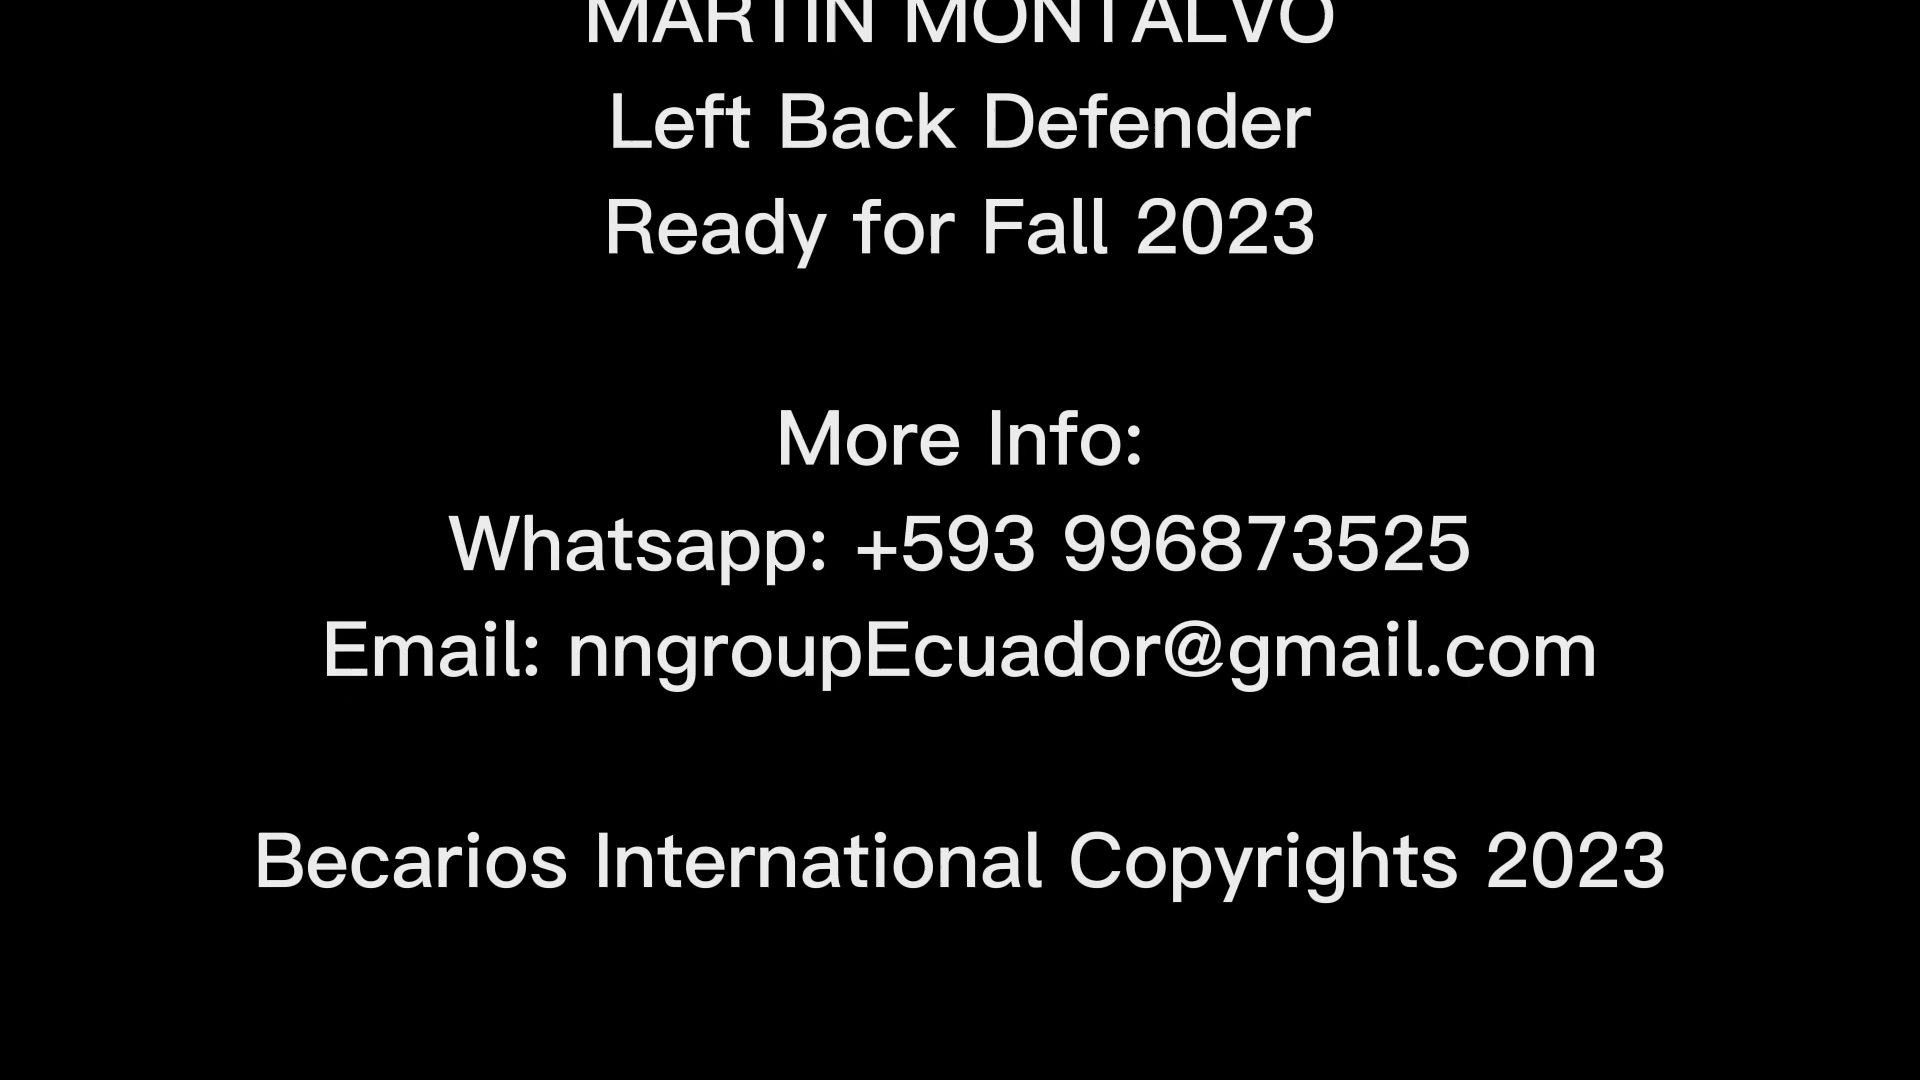 MARTIN MONTALVO
Left Back Defender
Ready for Fall 2023
More Info:
Whatsapp: +593 996873525
Email: nngroupEcuador@gmail.com
Becarios International Copyrights 2023